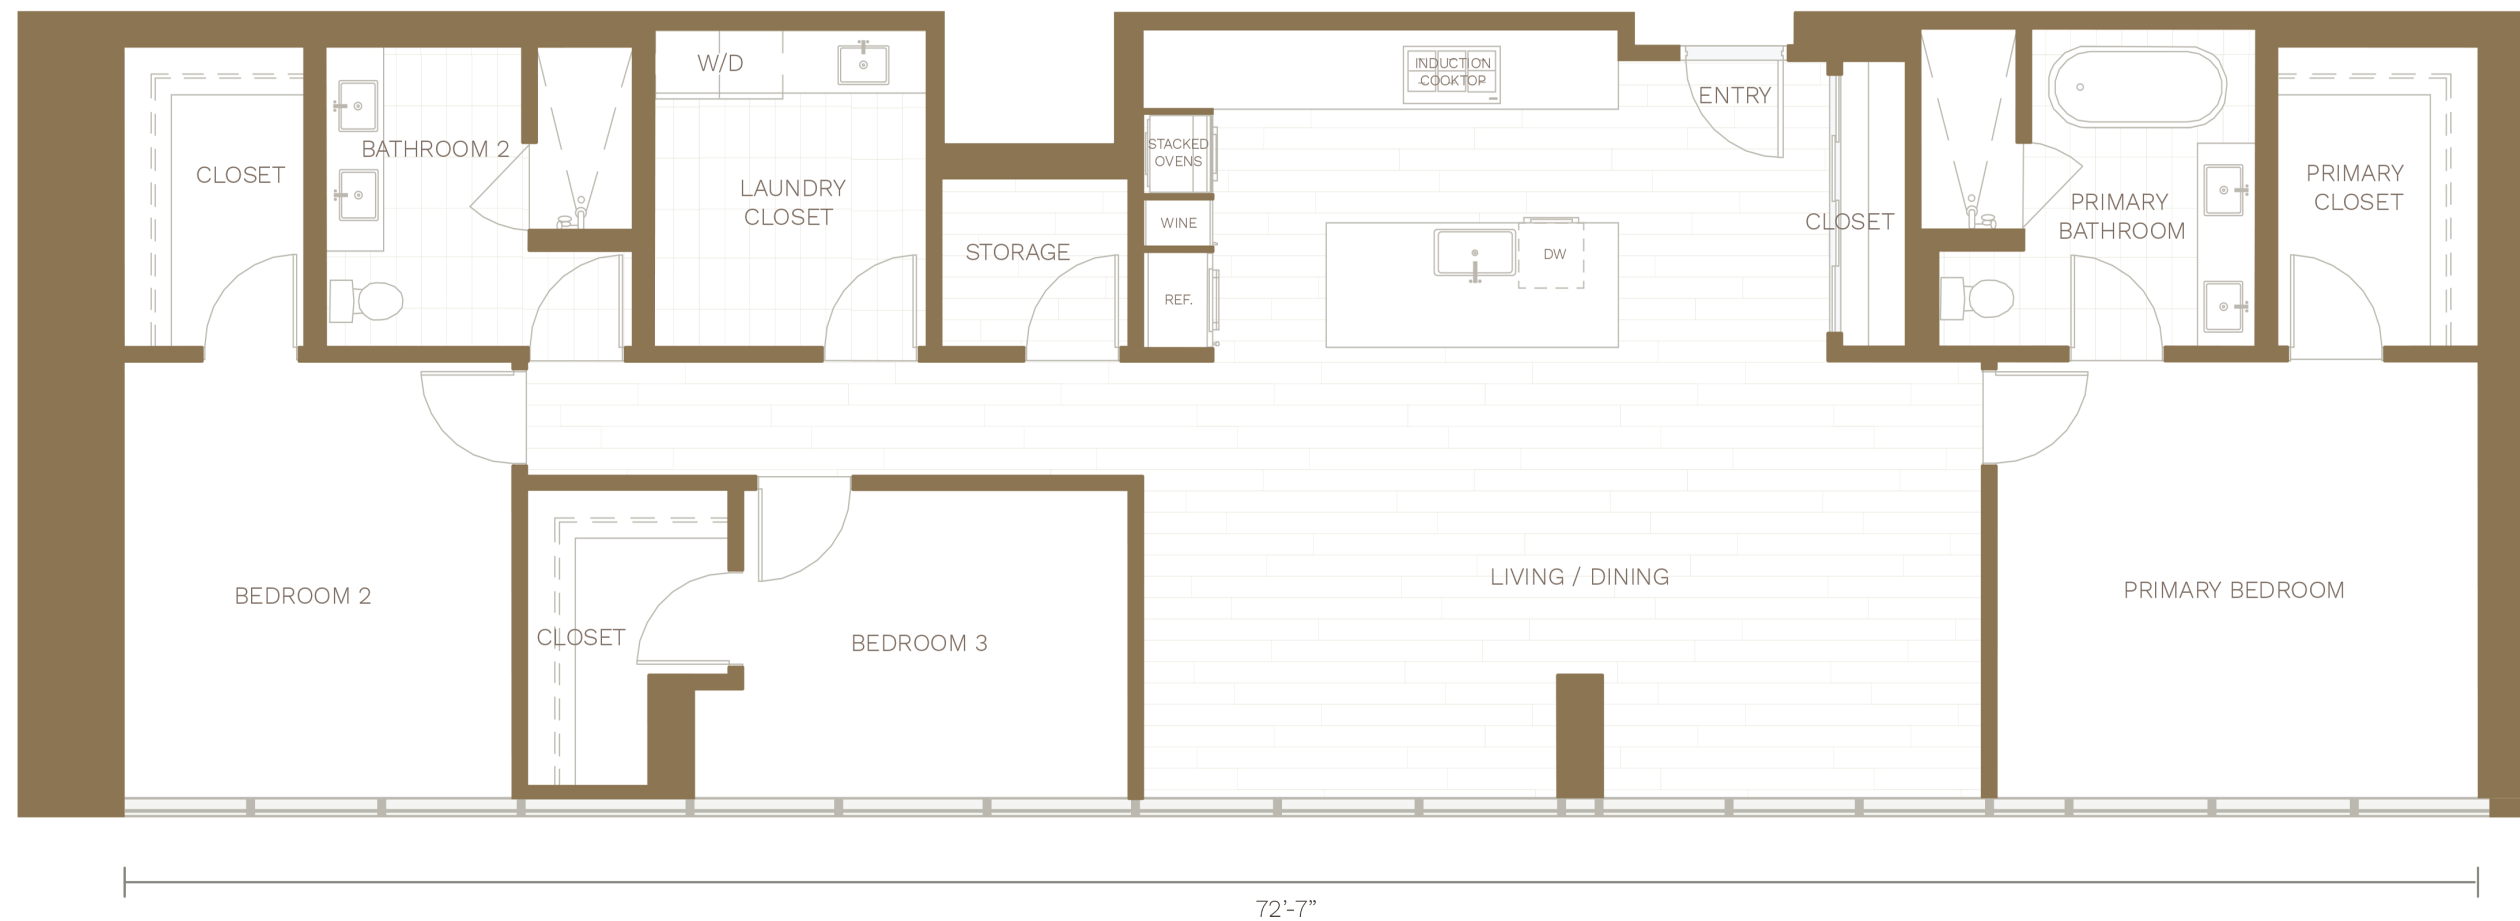 W/D
INDUCTION
COOKTOP
ENTRY
CLOSET
BATHROOM 2
LAUNDRY
CLOSET
STORAGE
STACKED
OVENS
WINE
REF.
DW
CLOSET
PRIMARY
BATHROOM
PRIMARY
CLOSET
BEDROOM 2
CLOSET
BEDROOM 3
LIVING / DINING
PRIMARY BEDROOM
72'-7"